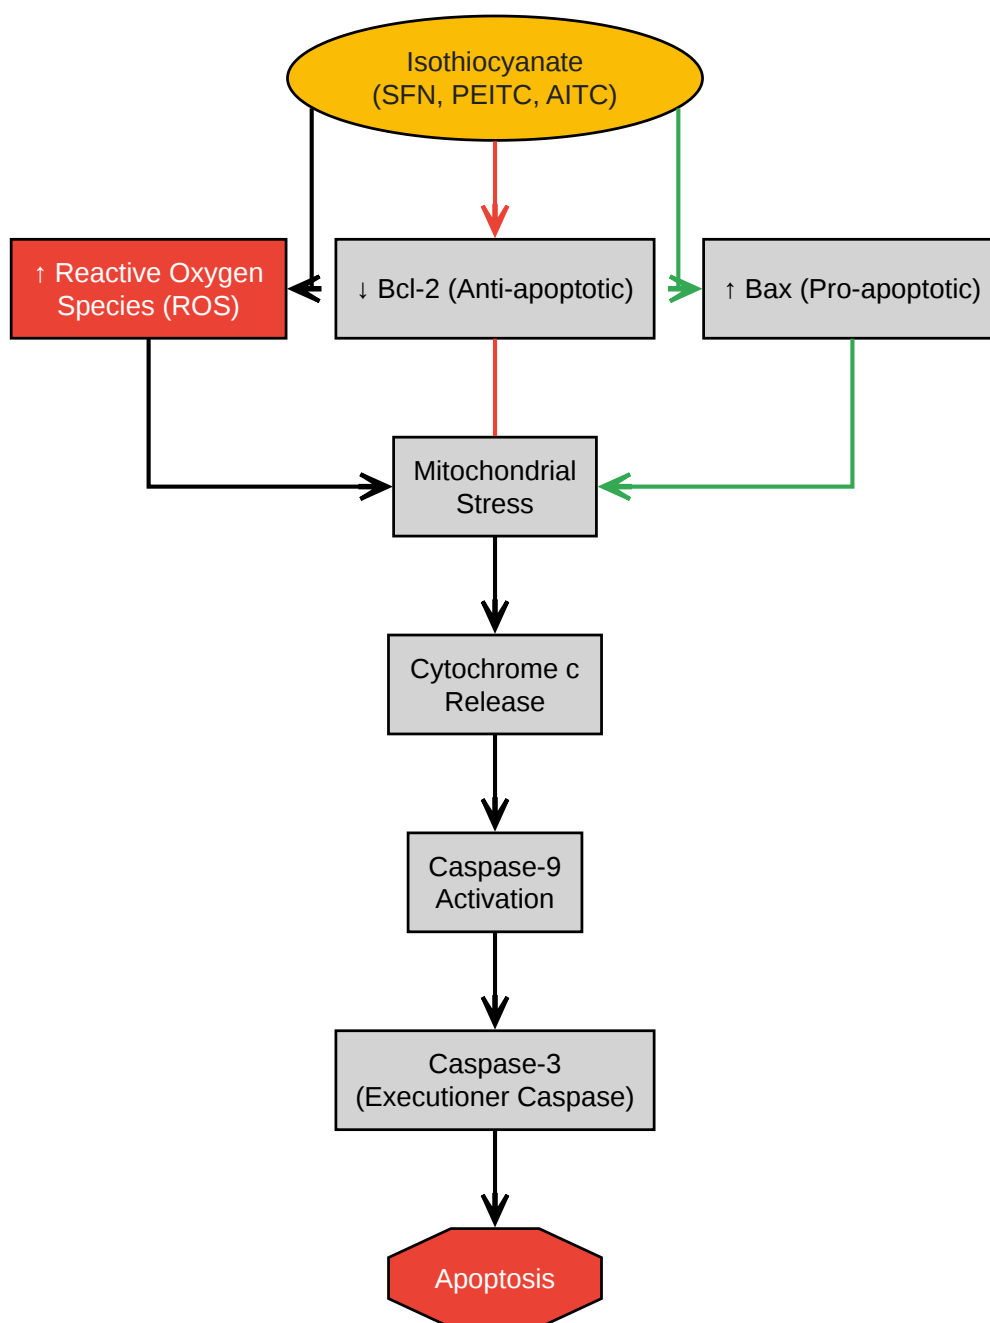 Isothiocyanate
(SFN, PEITC, AITC)
↑ Reactive Oxygen
Species (ROS)
↓ Bcl-2 (Anti-apoptotic)
↑ Bax (Pro-apoptotic)
Mitochondrial
Stress
Cytochrome c
Release
Caspase-9
Activation
Caspase-3
(Executioner Caspase)
Apoptosis